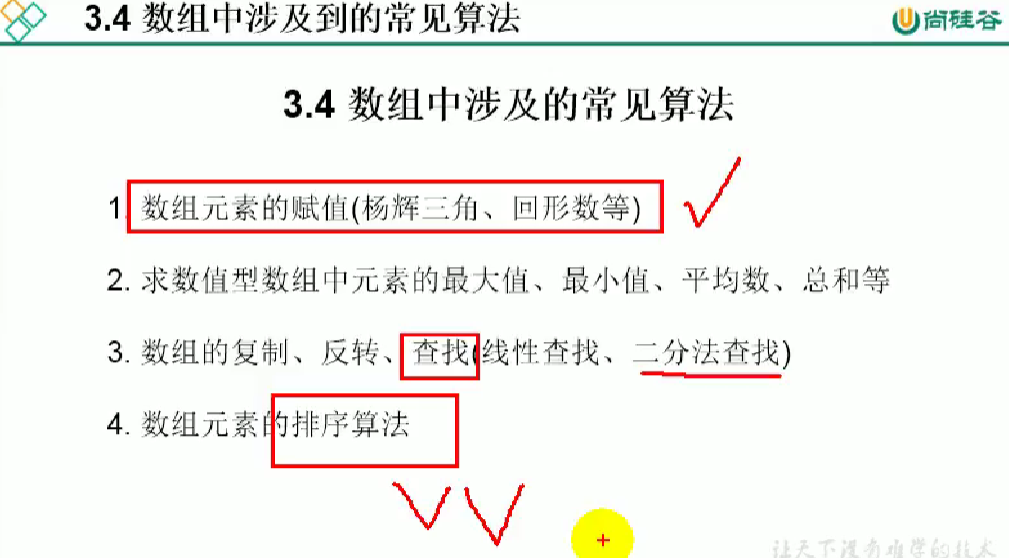 3.4 数组中涉及到的常见算法
尚硅谷
3.4 数组中涉及的常见算法
1. 数组元素的赋值(杨辉三角、回形数等)
2. 求数值型数组中元素的最大值、最小值、平均数、总和等
3. 数组的复制、反转、查找(线性查找、二分法查找)
4. 数组元素的排序算法
让天下没有难学的技术